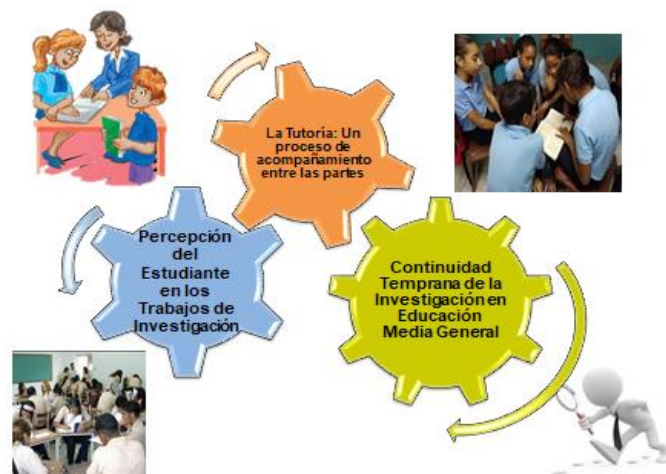 La Tutoría: Un
proceso de
acompañamiento
entre las partes
Percepción
del
Estudiante
en los
Trabajos de
Investigación
Continuidad
Temprana de la
Investigación en
Educación
Media General